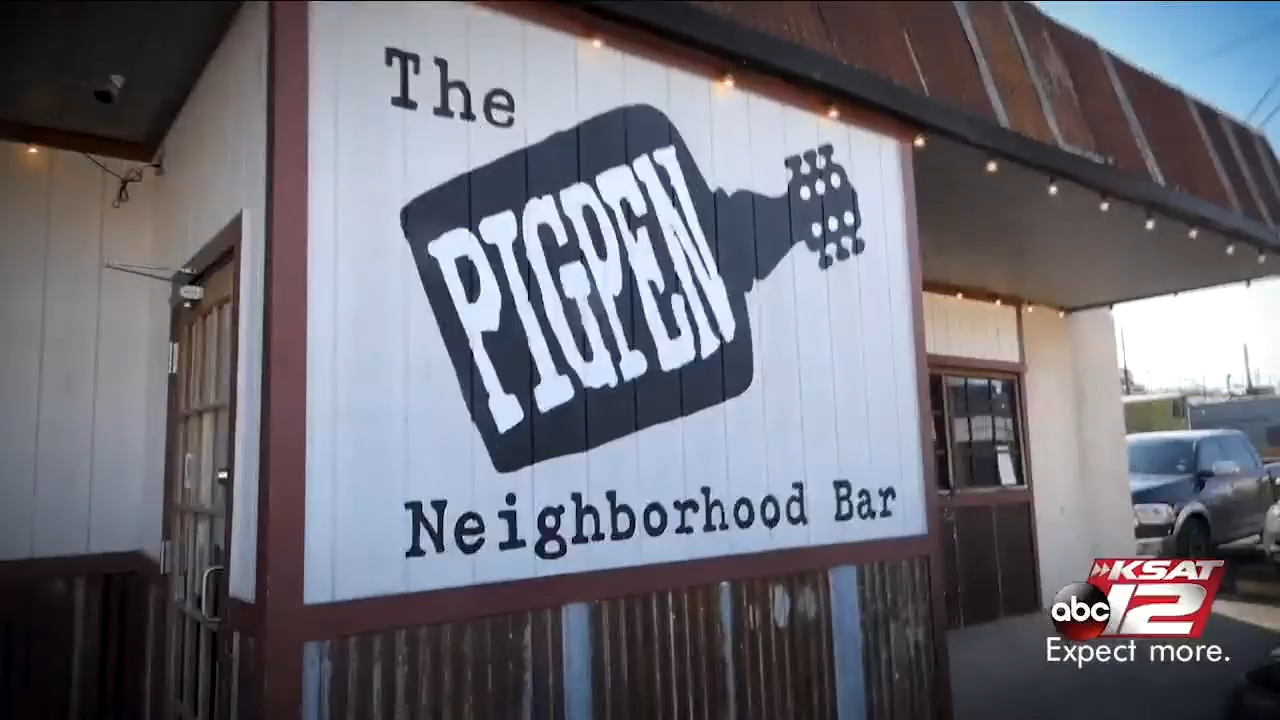 The
PIGPEN
Neighborhood Bar
KSAT
abc 12
Expect more.